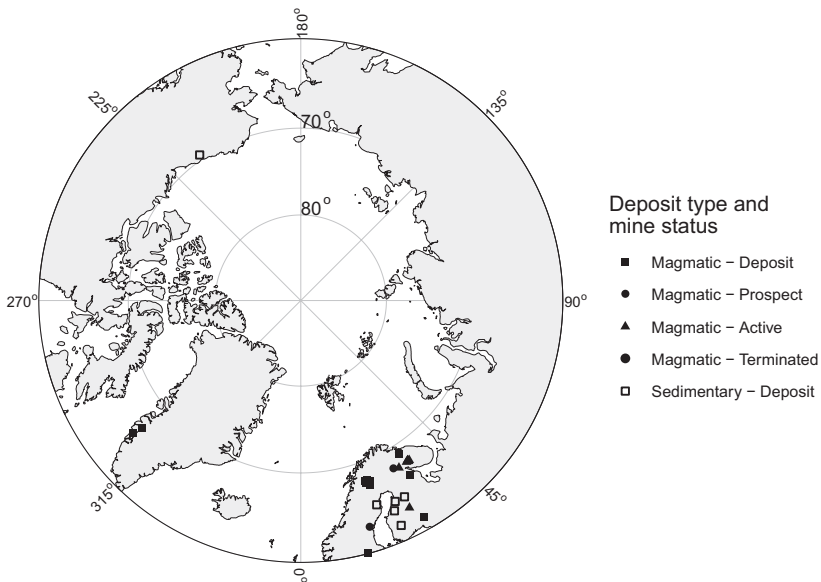 180°
225°
135°
70°
80°
270°
90°
315°
45°
0°
Deposit type and
mine status
Magmatic − Deposit
Magmatic − Prospect
Magmatic − Active
Magmatic − Terminated
Sedimentary − Deposit